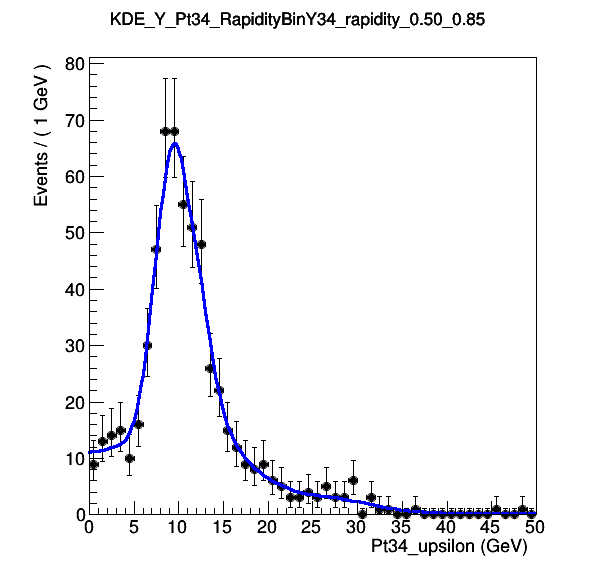 KDE_Y_Pt34_RapidityBinY34_rapidity_0.50_0.85
Events / ( 1 GeV )
80
70
60
50
40
30
20
10
0
0 5 10 15 20 25 30 35 40 45 50
Pt34_upsilon (GeV)